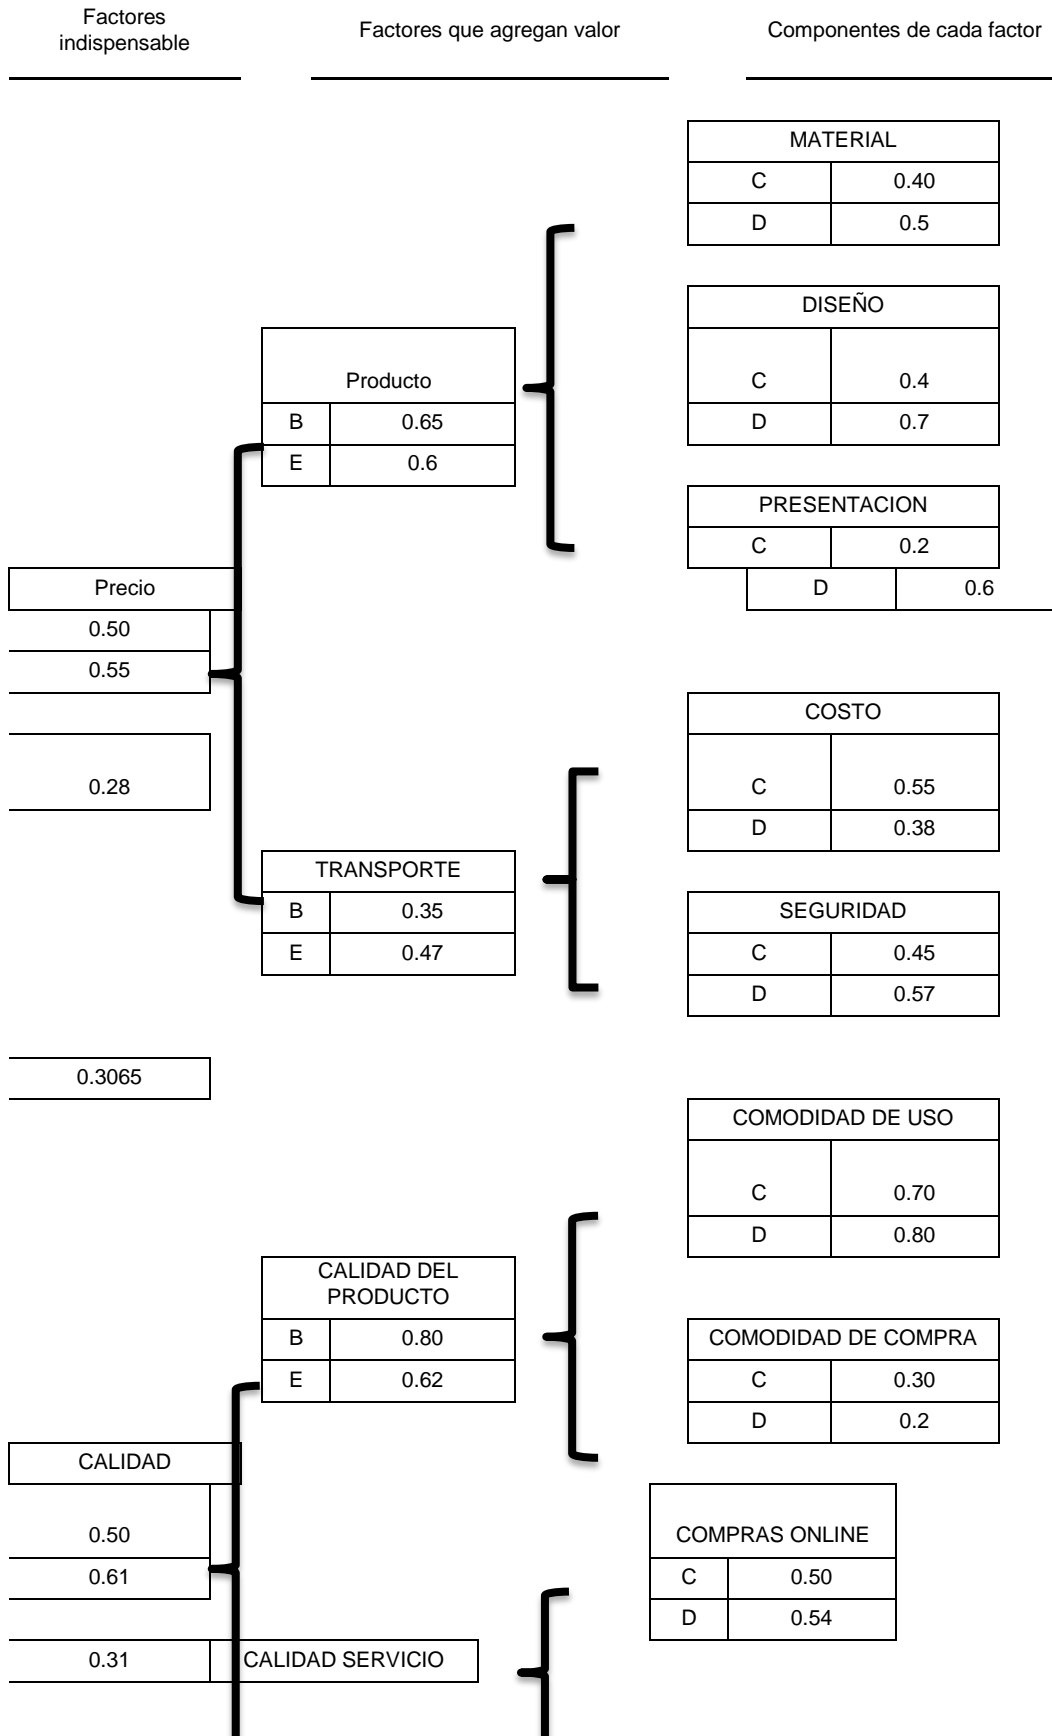 Factores
indispensable
Factores que agregan valor
Componentes de cada factor
MATERIAL
C 0.40
D 0.5
DISEÑO
C 0.4
D 0.7
Producto
B 0.65
E 0.6
PRESENTACION
C 0.2
D 0.6
Precio
0.50
0.55
0.28
COSTO
C 0.55
D 0.38
TRANSPORTE
B 0.35
E 0.47
SEGURIDAD
C 0.45
D 0.57
0.3065
COMODIDAD DE USO
C 0.70
D 0.80
CALIDAD DEL
PRODUCTO
B 0.80
E 0.62
COMODIDAD DE COMPRA
C 0.30
D 0.2
CALIDAD
0.50
0.61
0.31
COMPRAS ONLINE
C 0.50
D 0.54
CALIDAD SERVICIO